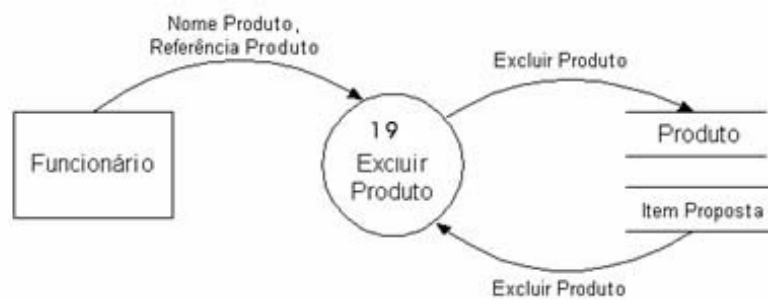 Nome Produto,
Referência Produto
Excluir Produto
Funcionário
19
Excluir
Produto
Produto
Item Proposta
Excluir Produto